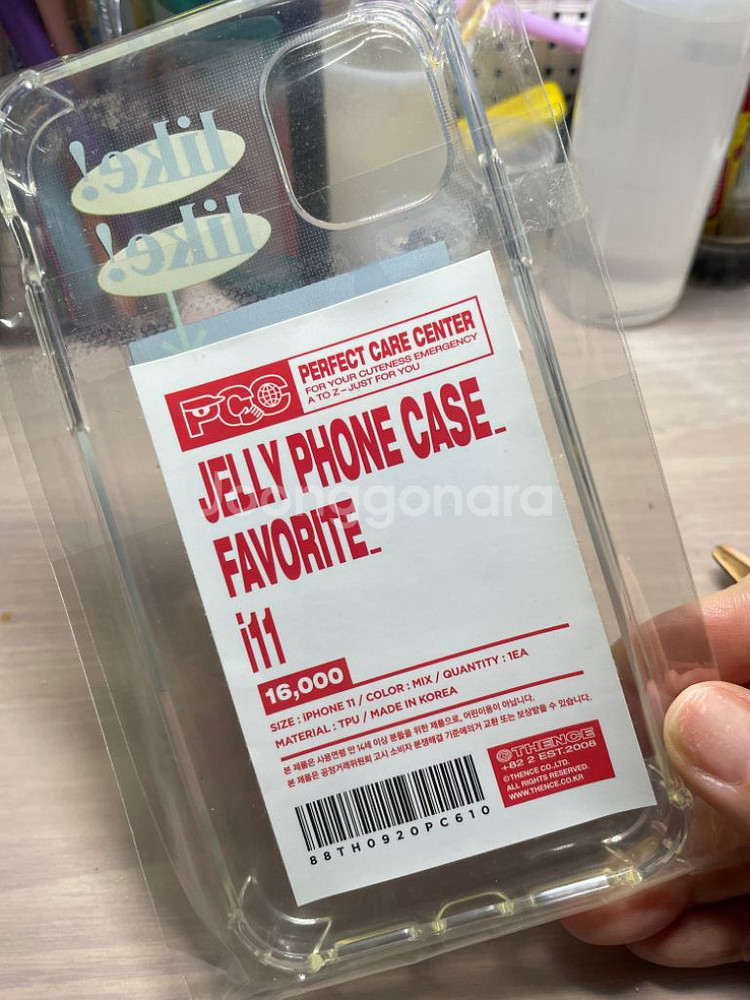 like!
like!
PCC
PERFECT CARE CENTER
FOR YOUR CUTENESS EMERGENCY
A TO Z - JUST FOR YOU
JELLY PHONE CASE_
Joonggonara
FAVORITE_
i11
16,000
SIZE : iPHONE 11 / COLOR : MIX / QUANTITY : 1EA
MATERIAL : TPU / MADE IN KOREA
본 제품은 사용연령 만 14세 이상 분들을 위한 제품으로, 어린이용이 아닙니다.
본 제품은 공정거래위원회 고시 소비자 분쟁해결 기준에의거 교환 또는 보상받을 수 있습니다.
©THENCE
+82 2 EST.2008
©THENCE CO.,LTD.
ALL RIGHTS RESERVED.
WWW.THENCE.CO.KR
88TH0920PC610